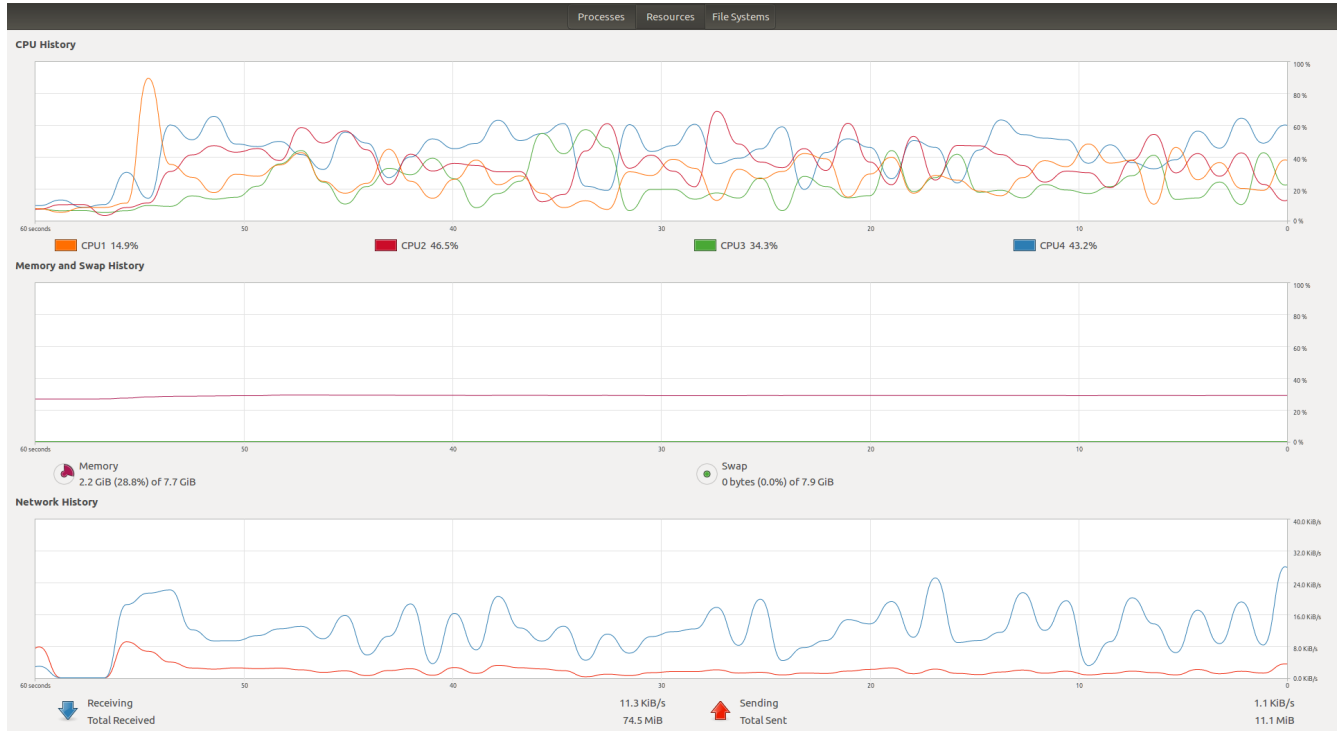 Processes Resources File Systems
CPU History
100 %
80 %
60 %
40 %
20 %
0 %
60 seconds 50 40 30 20 10 0
CPU1 14.9% CPU2 46.5% CPU3 34.3% CPU4 43.2%
Memory and Swap History
100 %
80 %
60 %
40 %
20 %
0 %
60 seconds 50 40 30 20 10 0
Memory Swap
2.2 GiB (28.8%) of 7.7 GiB 0 bytes (0.0%) of 7.9 GiB
Network History
40.0 KiB/s
32.0 KiB/s
24.0 KiB/s
16.0 KiB/s
8.0 KiB/s
0.0 KiB/s
60 seconds 50 40 30 20 10 0
Receiving 11.3 KiB/s Sending 1.1 KiB/s
Total Received 74.5 MiB Total Sent 11.1 MiB